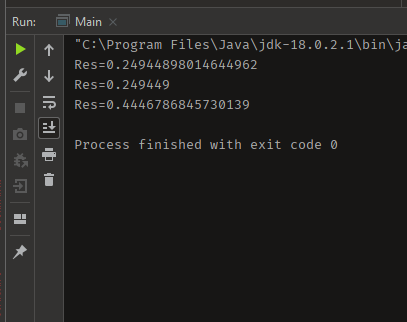 Run: Main
"C:\Program Files\Java\jdk-18.0.2.1\bin\ja
Res=0.24944898014644962
Res=0.249449
Res=0.4446786845730139
Process finished with exit code 0